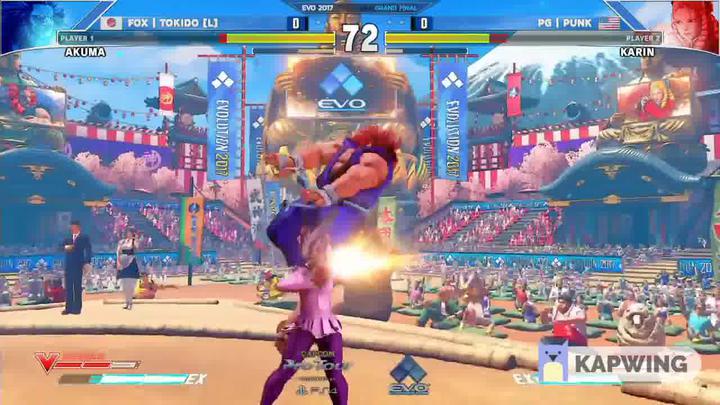 EVO 2017 GRAND FINAL
FOX | TOKIDO [L] 0 72 0 PG | PUNK
PLAYER 1 PLAYER 2
AKUMA KARIN
EVO
EVOLUTION 2017
EVOLUTION 2017
CAPCOM
PRO TOUR
PS4
EVO
V
EX EX
KAPWING